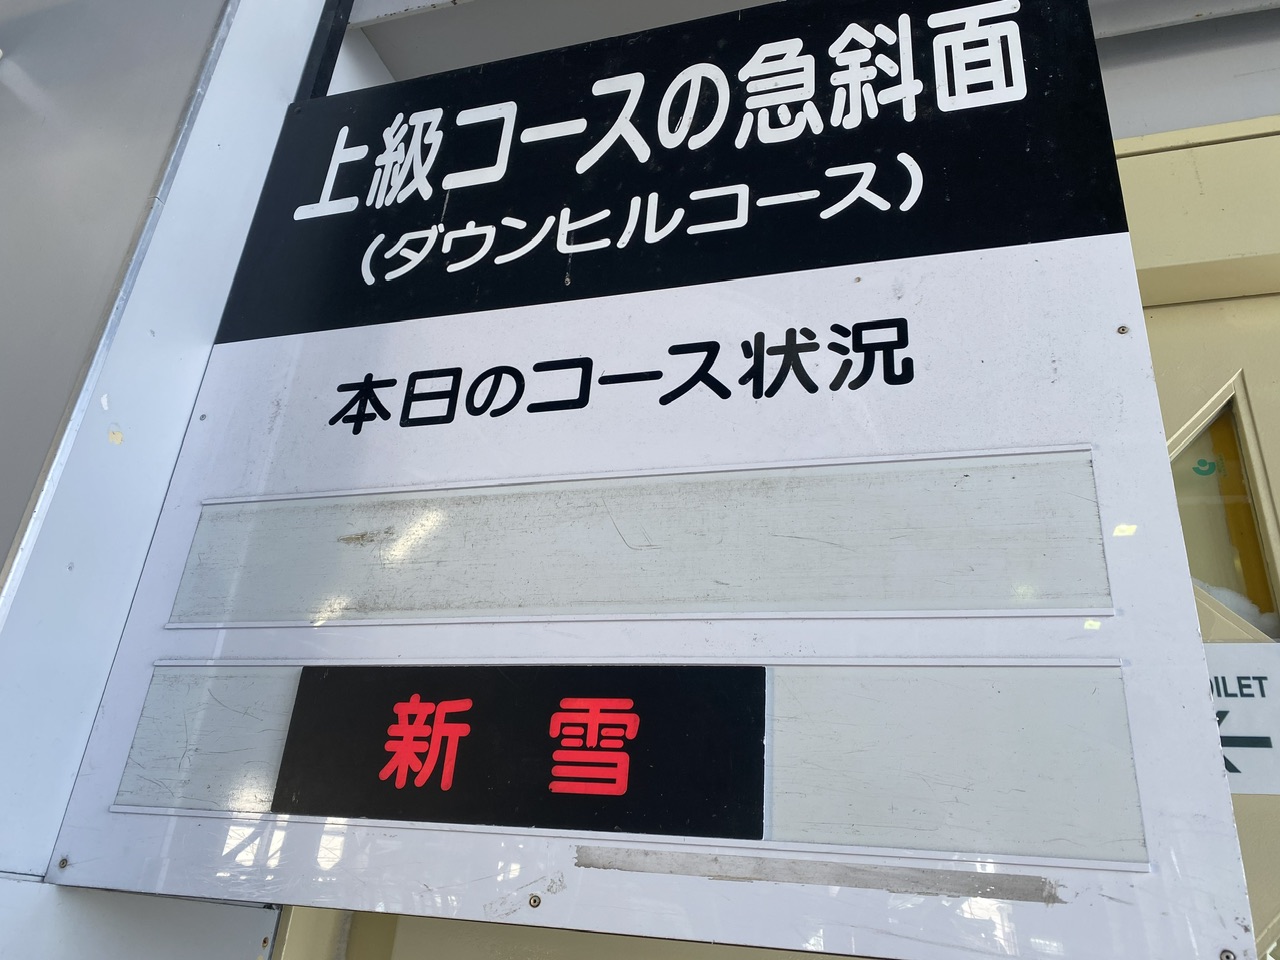 上級コースの急斜面
（ダウンヒルコース）
本日のコース状況
新雪